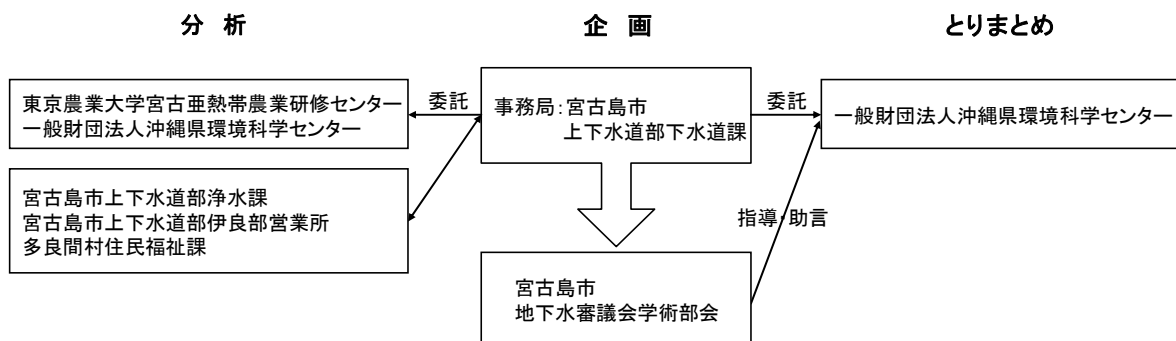 分 析
企 画
とりまとめ
東京農業大学宮古亜熱帯農業研修センター
一般財団法人沖縄県環境科学センター
委託
事務局：宮古島市
上下水道部下水道課
委託
一般財団法人沖縄県環境科学センター
宮古島市上下水道部浄水課
宮古島市上下水道部伊良部営業所
多良間村住民福祉課
指導・助言
宮古島市
地下水審議会学術部会